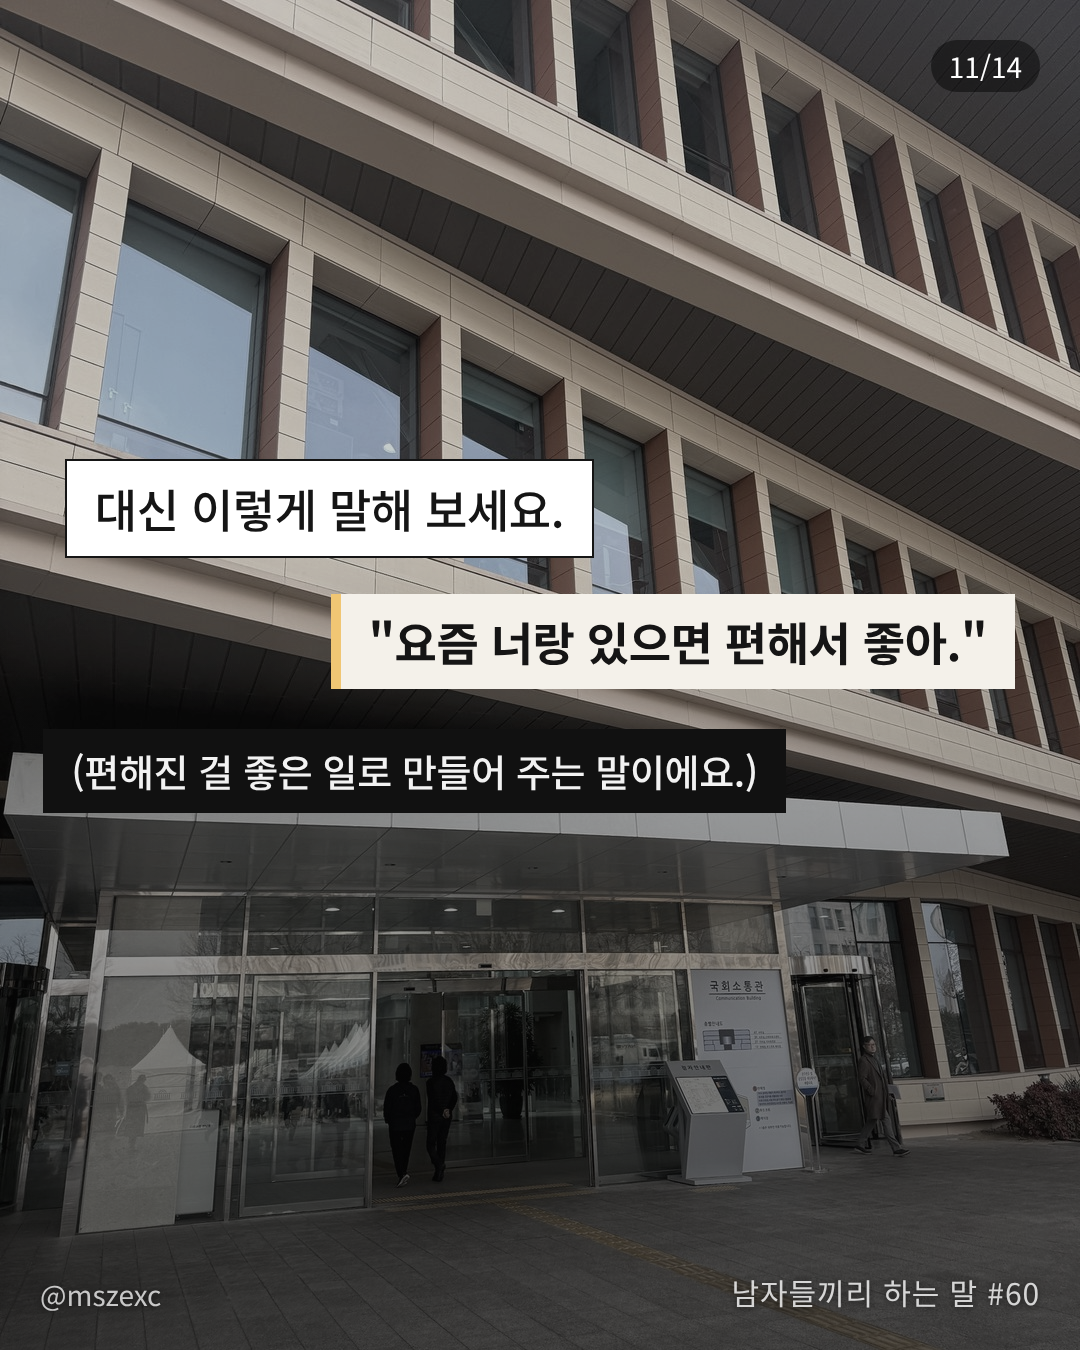 11/14
대신 이렇게 말해 보세요.
"요즘 너랑 있으면 편해서 좋아."
(편해진 걸 좋은 일로 만들어 주는 말이에요.)
국회소통관
Communication Building
@mszexc
남자들끼리 하는 말 #60